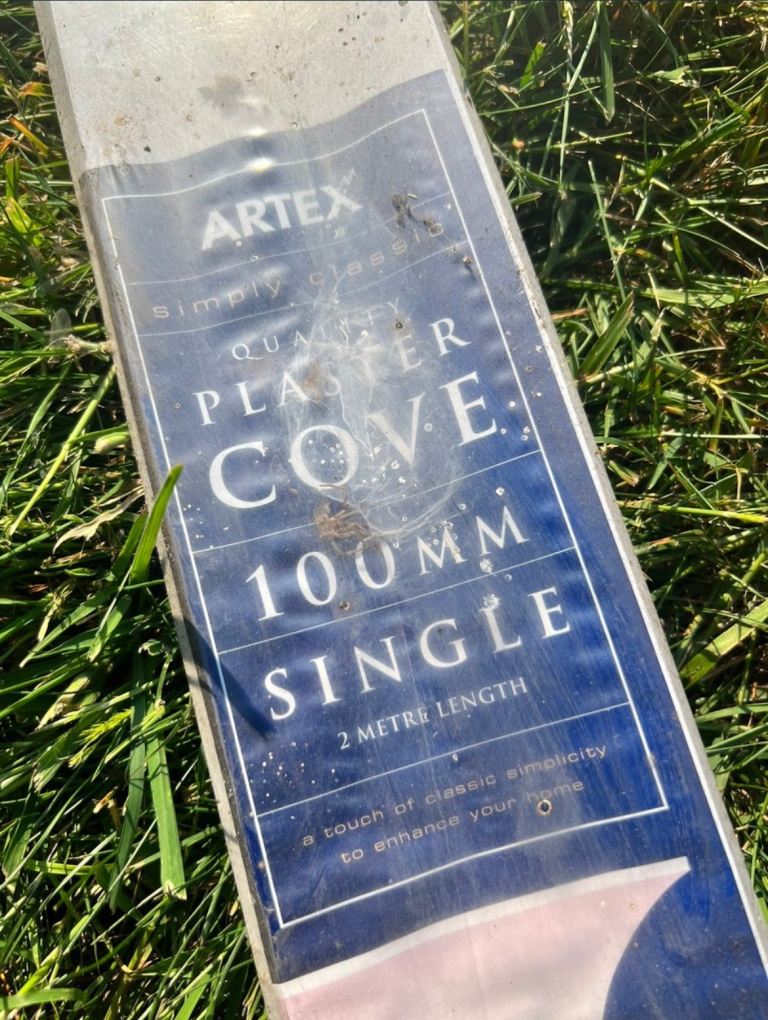 ARTEX
simply classic
QUALITY
PLASTER
COVE
100MM
SINGLE
2 METRE LENGTH
a touch of classic simplicity
to enhance your home